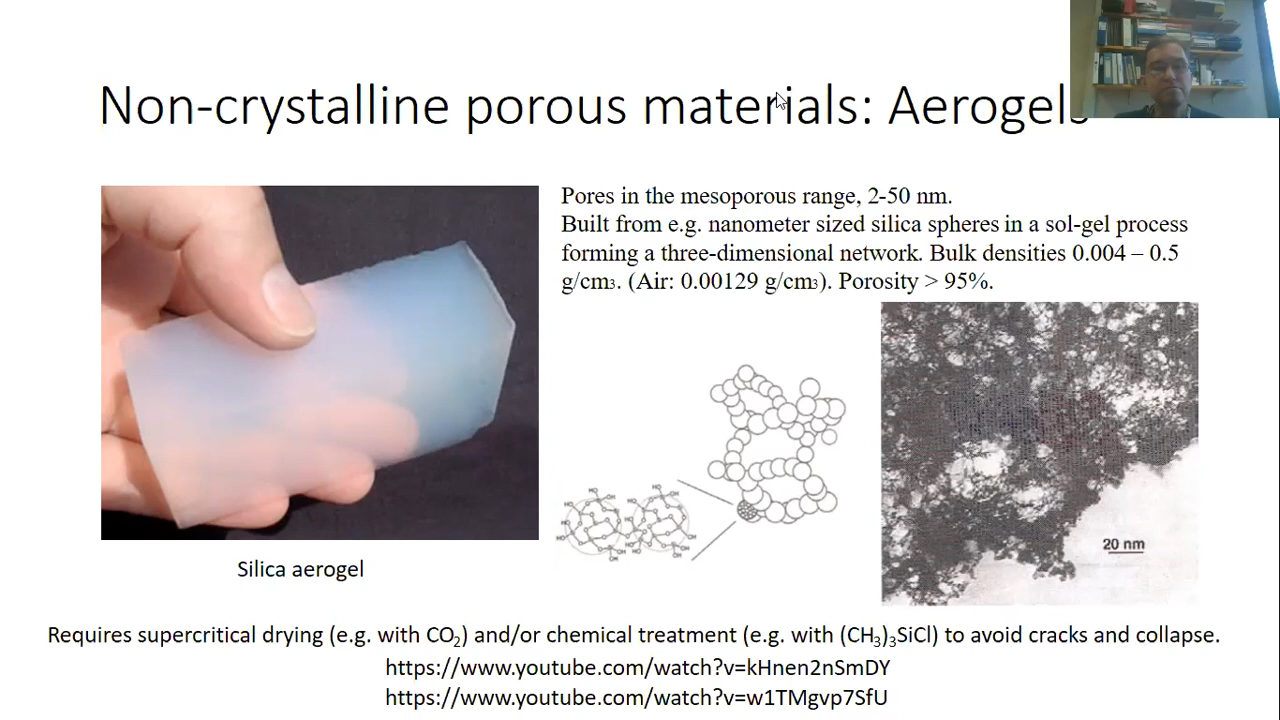 Non-crystalline porous materials: Aerogels
Pores in the mesoporous range, 2-50 nm.
Built from e.g. nanometer sized silica spheres in a sol-gel process
forming a three-dimensional network. Bulk densities 0.004 – 0.5
g/cm₃. (Air: 0.00129 g/cm₃). Porosity > 95%.
20 nm
Silica aerogel
Requires supercritical drying (e.g. with CO₂) and/or chemical treatment (e.g. with (CH₃)₃SiCl) to avoid cracks and collapse.
https://www.youtube.com/watch?v=kHnen2nSmDY
https://www.youtube.com/watch?v=w1TMgvp7SfU